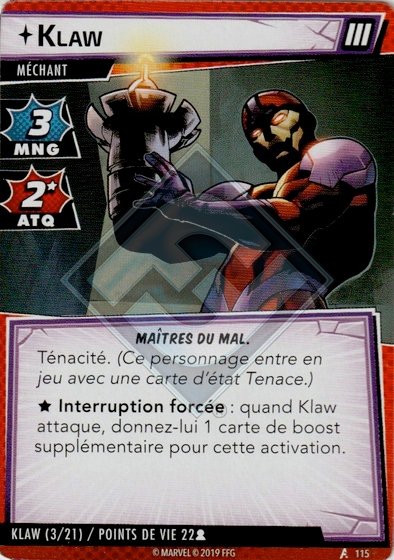 KLAW
III
MÉCHANT
3
MNG
2★
ATQ
MAÎTRES DU MAL.
Ténacité. (Ce personnage entre en
jeu avec une carte d'état Tenace.)
★ Interruption forcée : quand Klaw
attaque, donnez-lui 1 carte de boost
supplémentaire pour cette activation.
KLAW (3/21) / POINTS DE VIE 22
© MARVEL © 2019 FFG
115